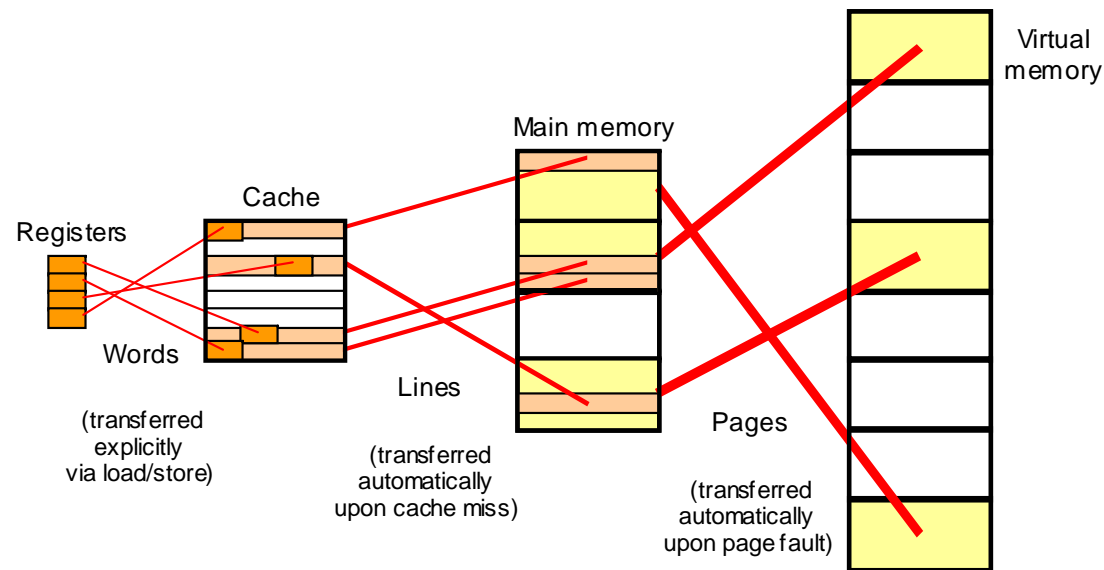 Virtual
memory
Main memory
Cache
Registers
Words
(transferred
explicitly
via load/store)
Lines
(transferred
automatically
upon cache miss)
Pages
(transferred
automatically
upon page fault)